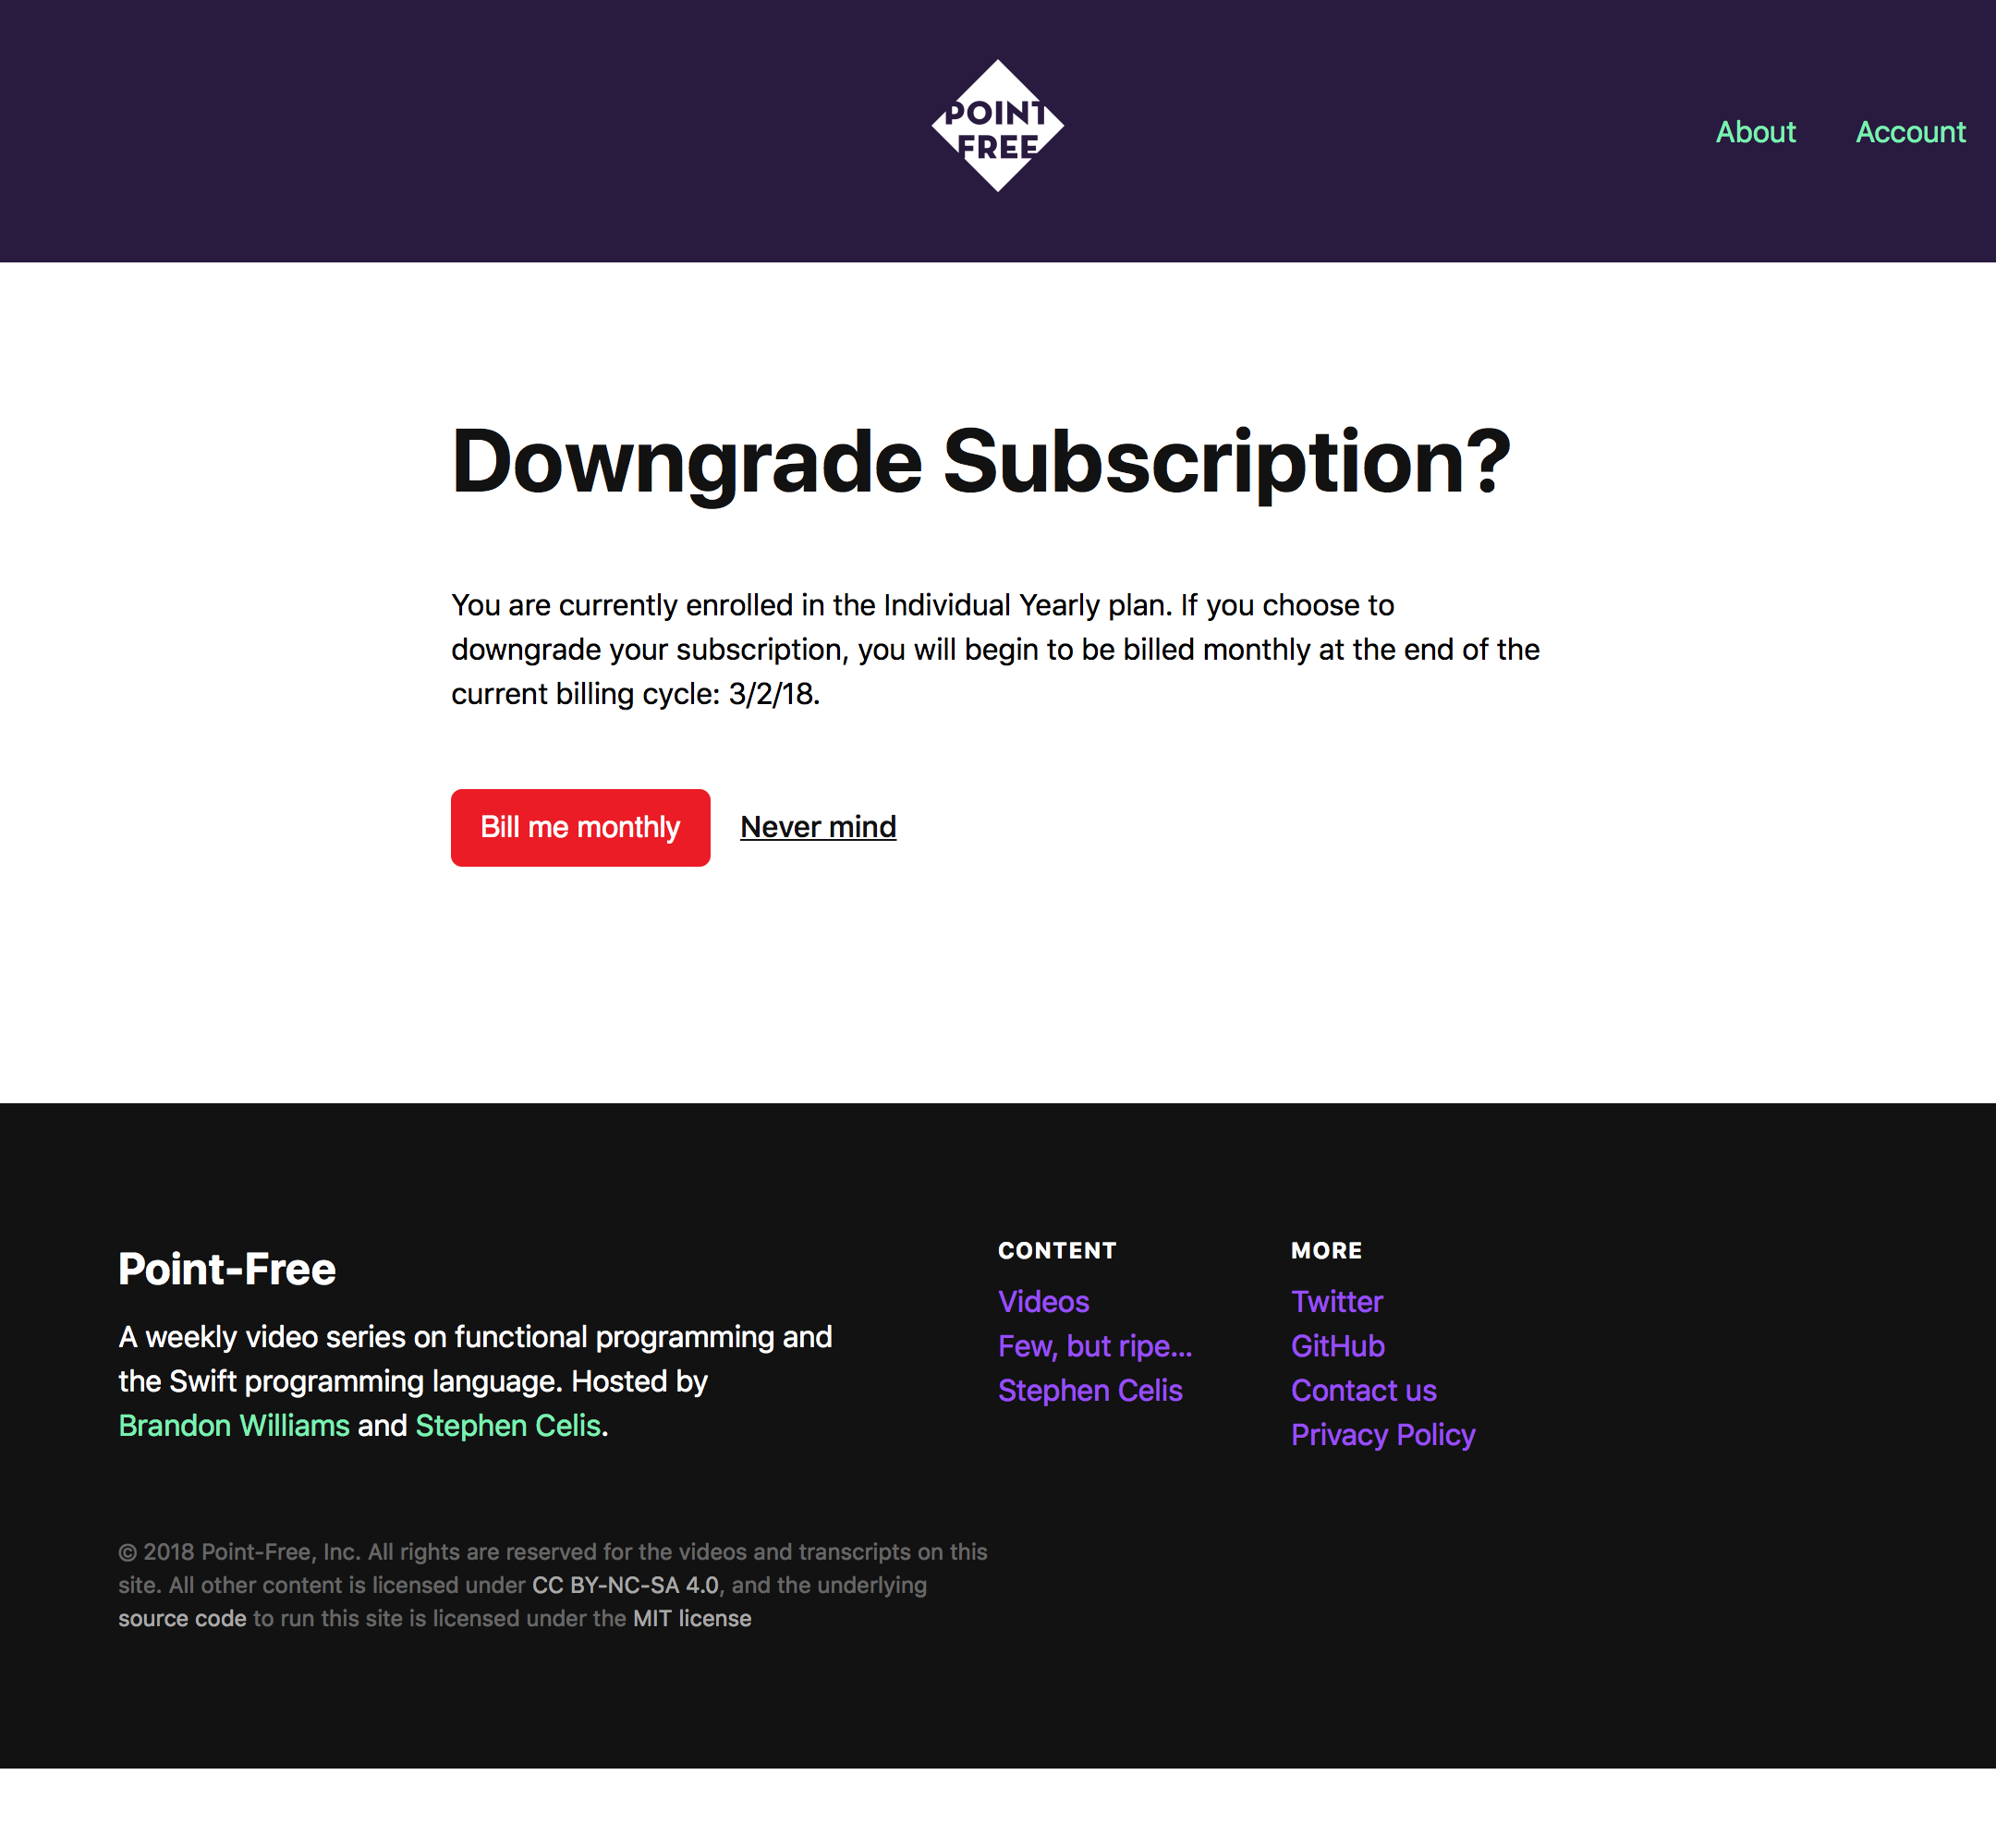 POINT
FREE
About Account
Downgrade Subscription?
You are currently enrolled in the Individual Yearly plan. If you choose to
downgrade your subscription, you will begin to be billed monthly at the end of the
current billing cycle: 3/2/18.
Bill me monthly Never mind
Point-Free
A weekly video series on functional programming and
the Swift programming language. Hosted by
Brandon Williams and Stephen Celis.
CONTENT
Videos
Few, but ripe...
Stephen Celis
MORE
Twitter
GitHub
Contact us
Privacy Policy
© 2018 Point-Free, Inc. All rights are reserved for the videos and transcripts on this
site. All other content is licensed under CC BY-NC-SA 4.0, and the underlying
source code to run this site is licensed under the MIT license